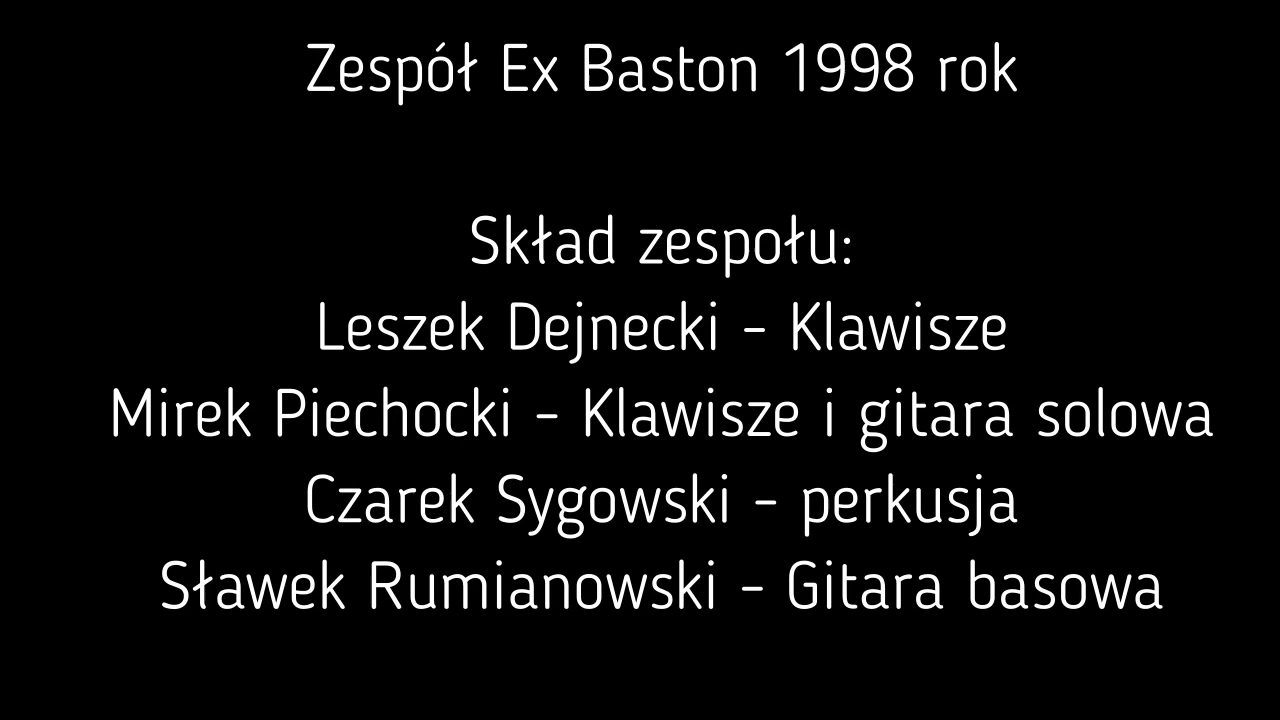 Zespół Ex Baston 1998 rok
Skład zespołu:
Leszek Dejnecki - Klawisze
Mirek Piechocki - Klawisze i gitara solowa
Czarek Sygowski - perkusja
Sławek Rumianowski - Gitara basowa